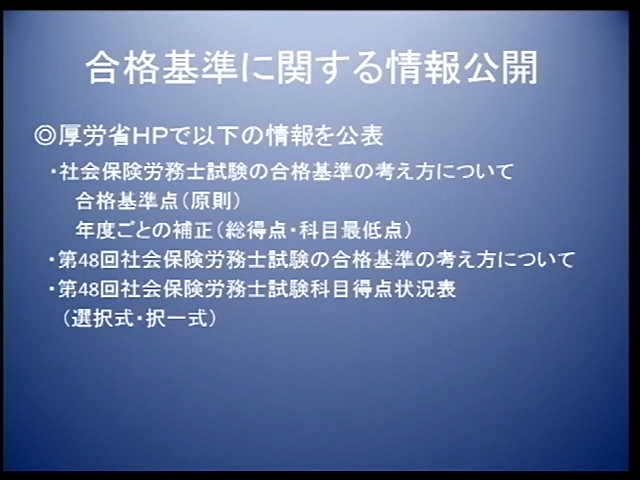 合格基準に関する情報公開
◎厚労省HPで以下の情報を公表
・社会保険労務士試験の合格基準の考え方について
合格基準点（原則）
年度ごとの補正（総得点・科目最低点）
・第48回社会保険労務士試験の合格基準の考え方について
・第48回社会保険労務士試験科目得点状況表
（選択式・択一式）